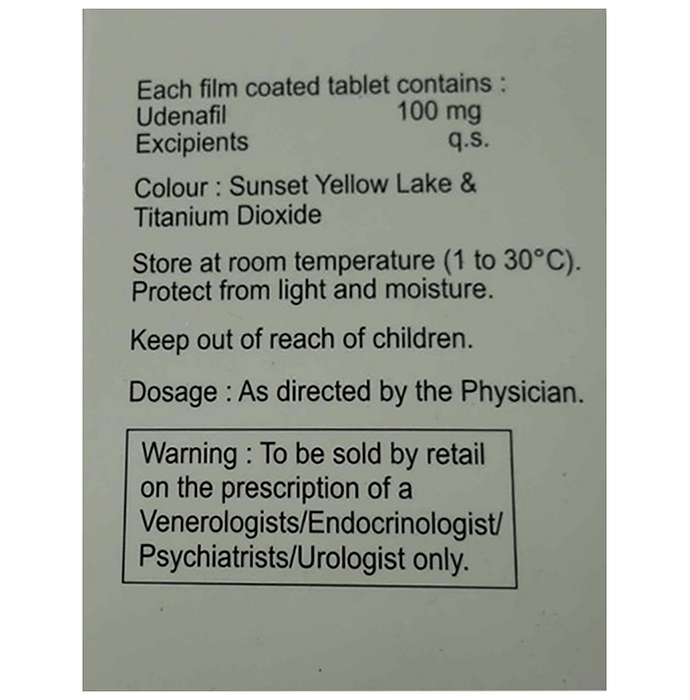 Each film coated tablet contains :
Udenafil 100 mg
Excipients q.s.
Colour : Sunset Yellow Lake &
Titanium Dioxide
Store at room temperature (1 to 30°C).
Protect from light and moisture.
Keep out of reach of children.
Dosage : As directed by the Physician.
Warning : To be sold by retail
on the prescription of a
Venerologists/Endocrinologist/
Psychiatrists/Urologist only.